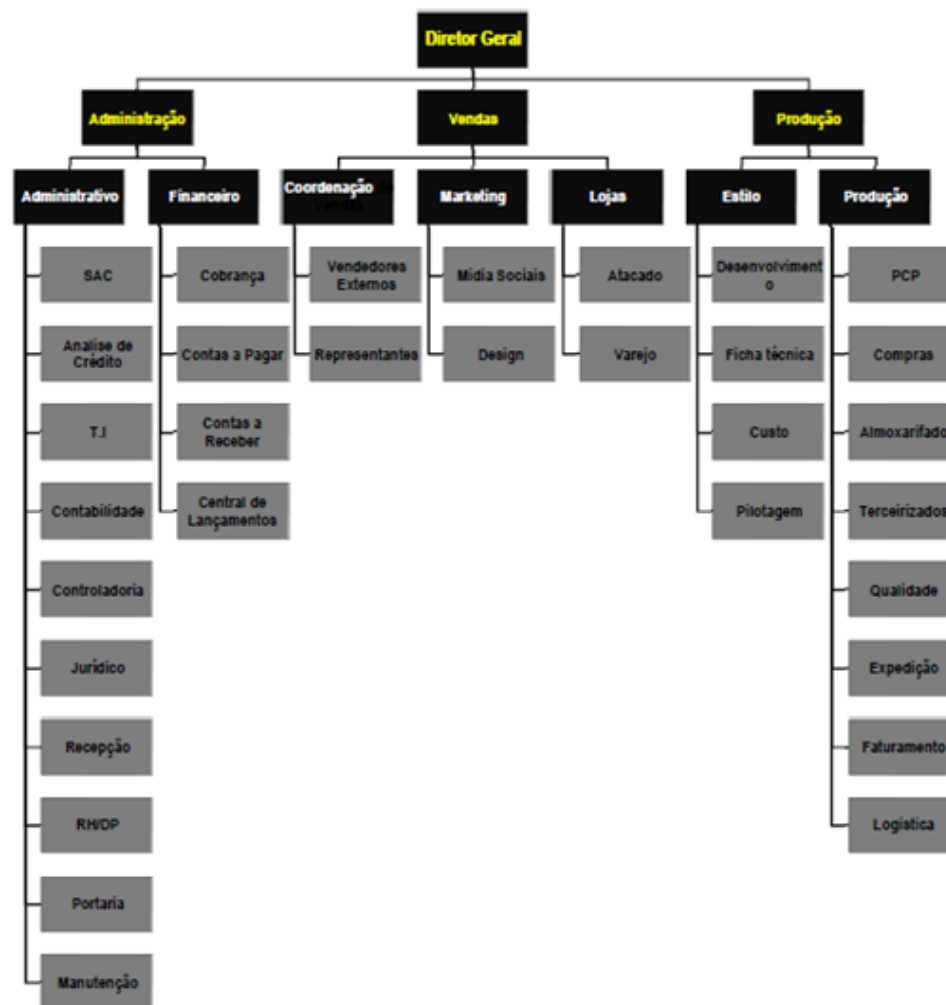 Diretor Geral
Administração
Vendas
Produção
Administrativo
Financeiro
Coordenação de
Vendas
Marketing
Lojas
Estilo
Produção
SAC
Cobrança
Vendedores
Externos
Mídia Sociais
Atacado
Desenvolviment
o
PCP
Analise de
Crédito
Contas a Pagar
Representantes
Design
Varejo
Ficha técnica
Compras
T.I
Contas a
Receber
Custo
Almoxarifado
Contabilidade
Central de
Lançamentos
Pilotagem
Terceirizados
Controladoria
Qualidade
Jurídico
Expedição
Recepção
Faturamento
RH/DP
Logística
Portaria
Manutenção